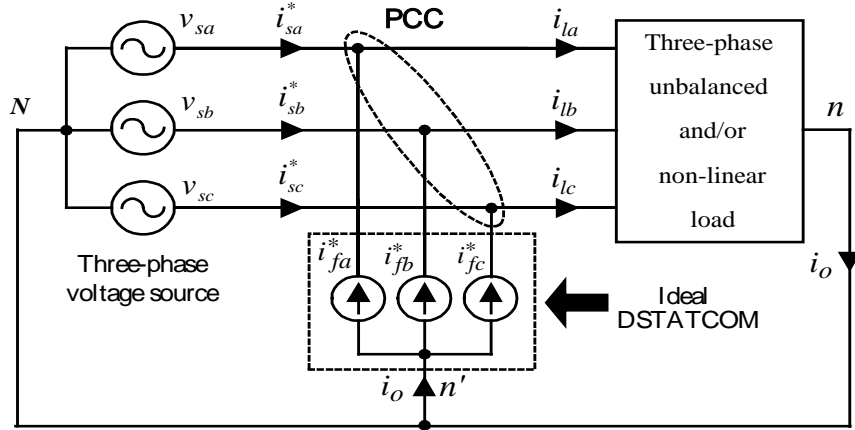 v_sa i*_sa PCC i_la
v_sb i*_sb i_lb
v_sc i*_sc i_lc
N
Three-phase
unbalanced
and/or
non-linear
load
n
i_o
Three-phase
voltage source
i*_fa i*_fb i*_fc
Ideal
DSTATCOM
i_o n'